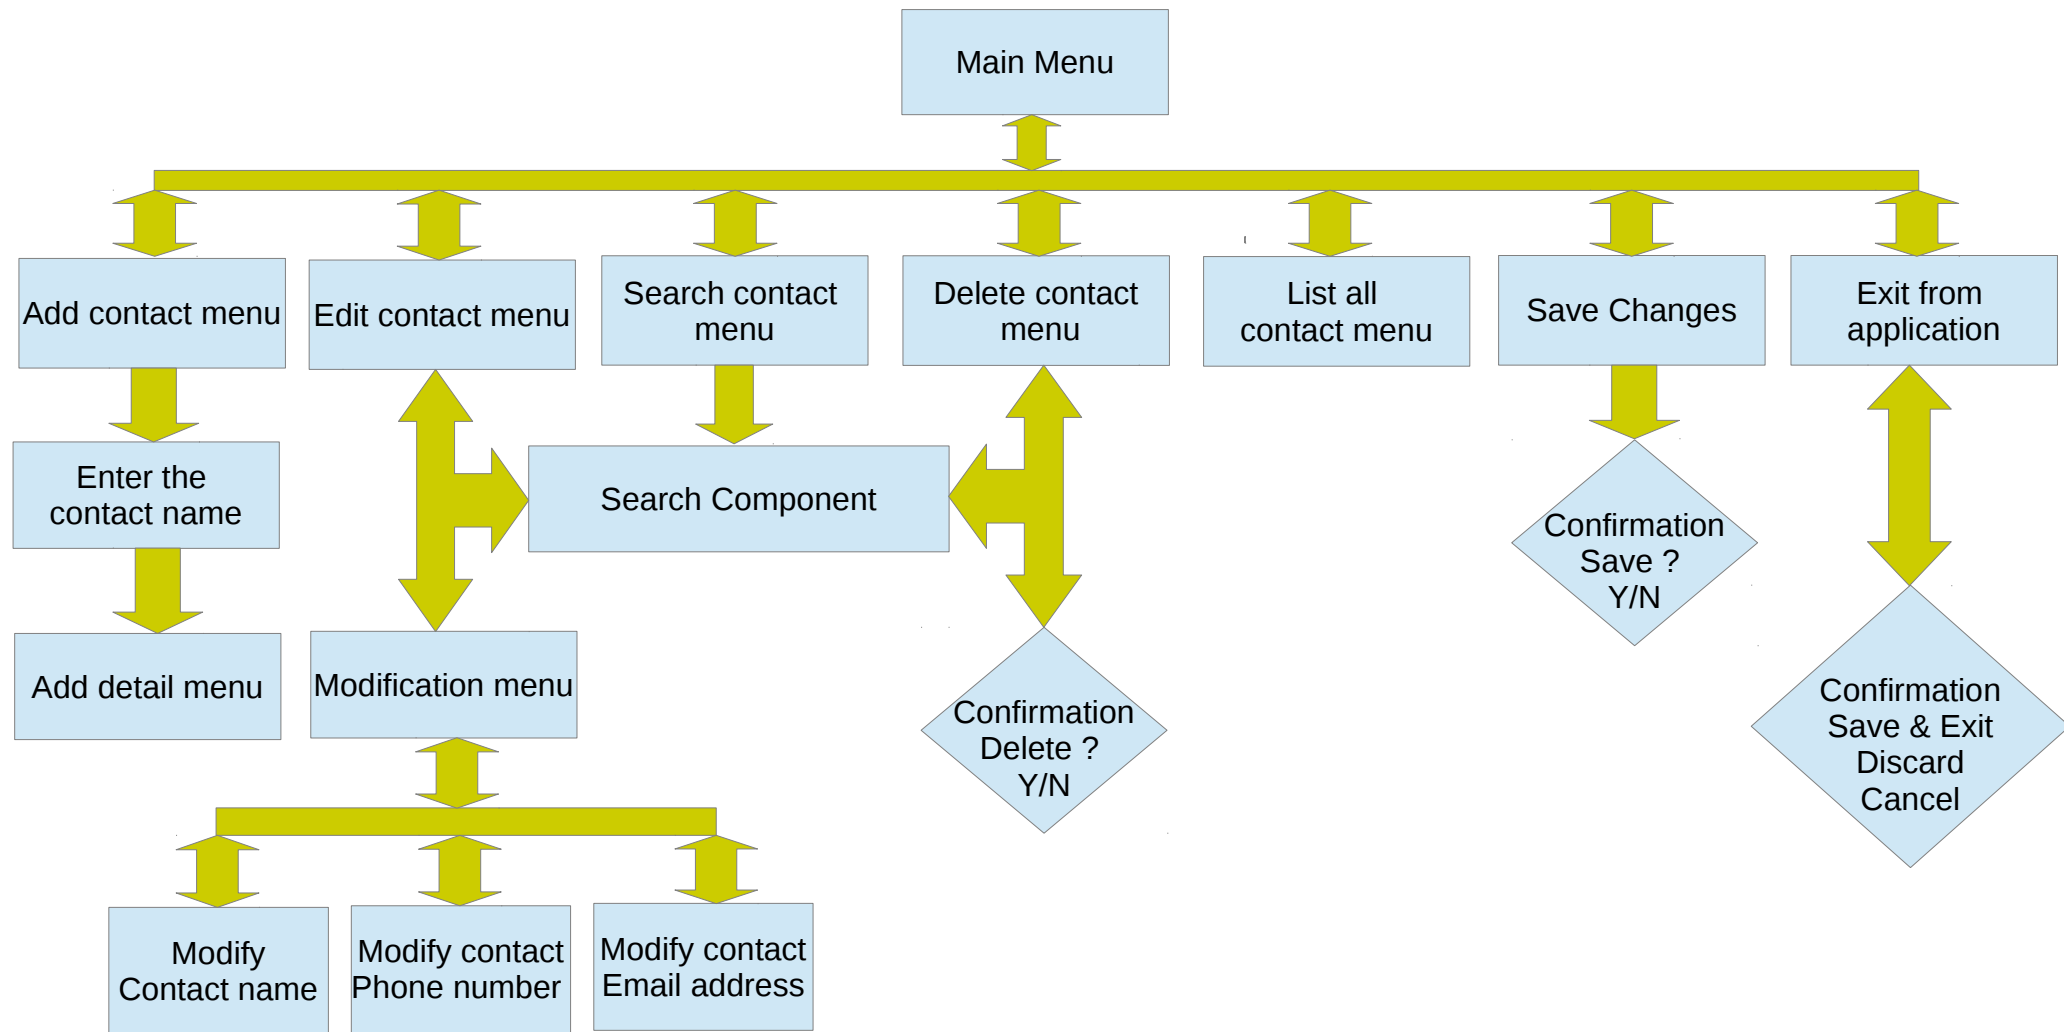 Main Menu
Add contact menu
Edit contact menu
Search contact
menu
Delete contact
menu
List all
contact menu
Save Changes
Exit from
application
Enter the
contact name
Search Component
Confirmation
Save ?
Y/N
Add detail menu
Modification menu
Confirmation
Delete ?
Y/N
Confirmation
Save & Exit
Discard
Cancel
Modify
Contact name
Modify contact
Phone number
Modify contact
Email address